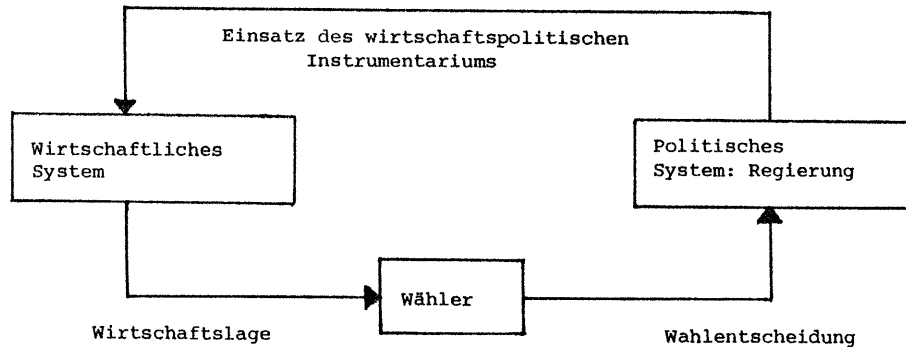 Einsatz des wirtschaftspolitischen
Instrumentariums
Wirtschaftliches
System
Politisches
System: Regierung
Wähler
Wirtschaftslage
Wahlentscheidung